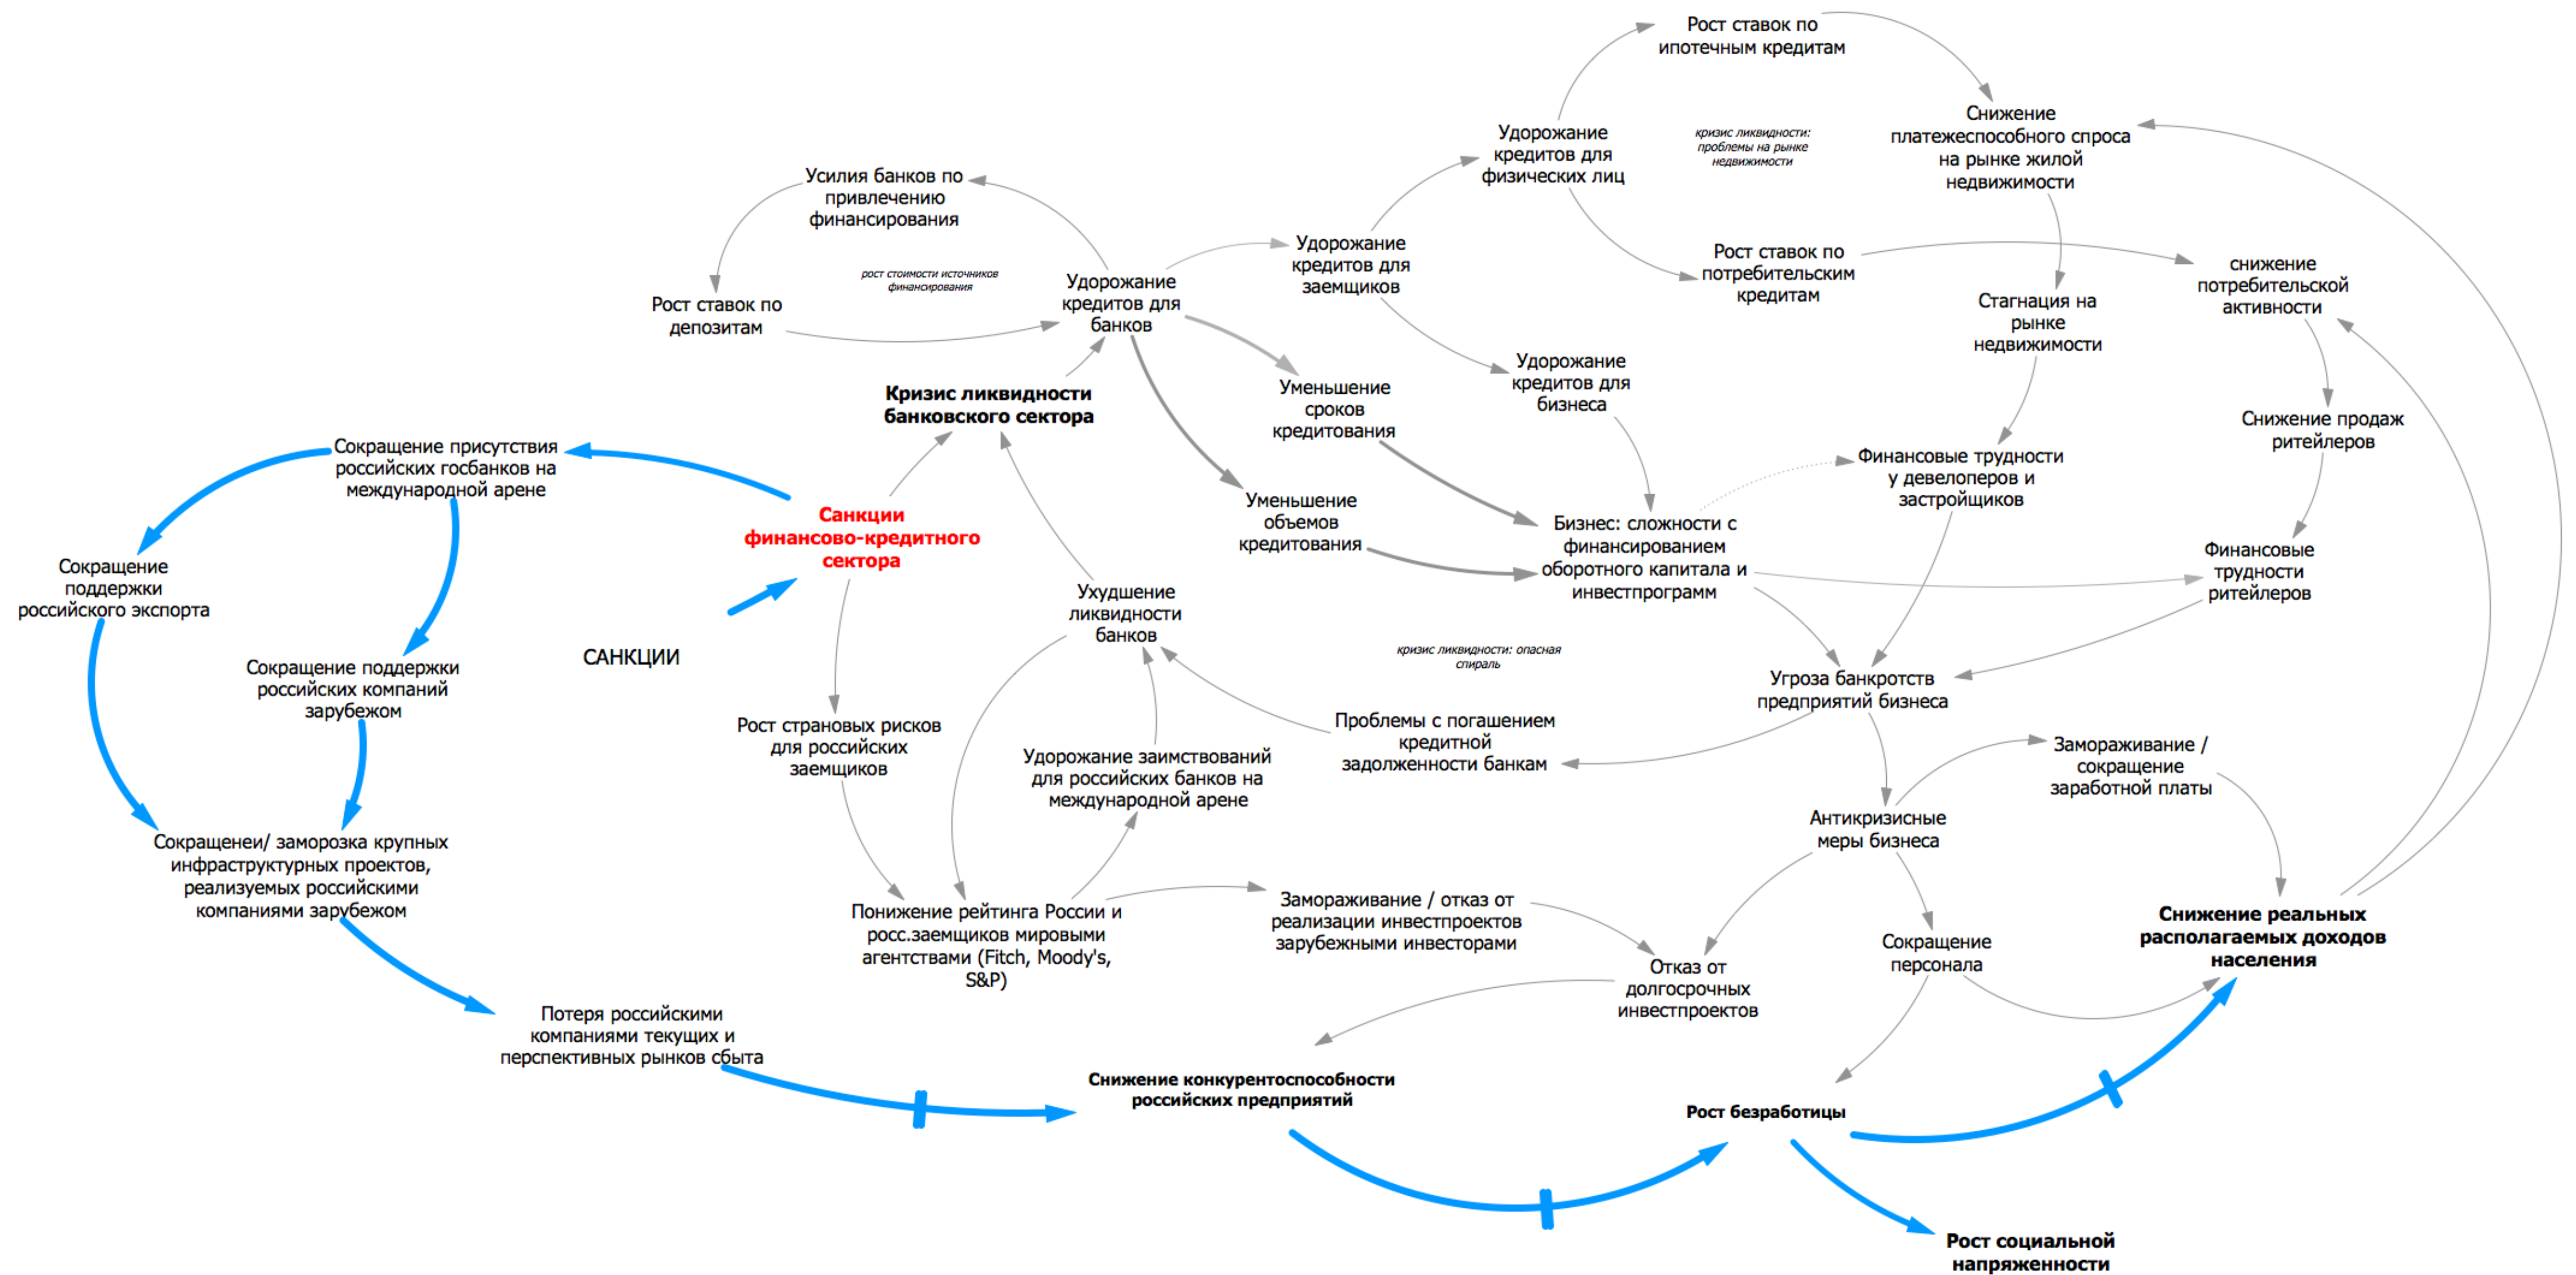 Рост ставок по
ипотечным кредитам
Снижение
платежеспособного спроса
на рынке жилой
недвижимости
Удорожание
кредитов для
физических лиц
кризис ликвидности:
проблемы на рынке
недвижимости
Усилия банков по
привлечению
финансирования
Удорожание
кредитов для
заемщиков
Рост ставок по
потребительским
кредитам
снижение
потребительской
активности
рост стоимости источников
финансирования
Удорожание
кредитов для
банков
Рост ставок по
депозитам
Стагнация на
рынке
недвижимости
Удорожание
кредитов для
бизнеса
Кризис ликвидности
банковского сектора
Уменьшение
сроков
кредитования
Снижение продаж
ритейлеров
Сокращение присутствия
российских госбанков на
международной арене
Финансовые трудности
у девелоперов и
застройщиков
Санкции
финансово-кредитного
сектора
Уменьшение
объемов
кредитования
Бизнес: сложности с
финансированием
оборотного капитала и
инвестпрограмм
Финансовые
трудности
ритейлеров
Сокращение
поддержки
российского экспорта
Ухудшение
ликвидности
банков
САНКЦИИ
кризис ликвидности: опасная
спираль
Сокращение поддержки
российских компаний
зарубежом
Угроза банкротств
предприятий бизнеса
Рост страновых рисков
для российских
заемщиков
Проблемы с погашением
кредитной
задолженности банкам
Удорожание заимствований
для российских банков на
международной арене
Замораживание /
сокращение
заработной платы
Антикризисные
меры бизнеса
Сокращенеи/ заморозка крупных
инфраструктурных проектов,
реализуемых российскими
компаниями зарубежом
Понижение рейтинга России и
росс.заемщиков мировыми
агентствами (Fitch, Moody's,
S&P)
Замораживание / отказ от
реализации инвестпроектов
зарубежными инвесторами
Снижение реальных
располагаемых доходов
населения
Сокращение
персонала
Отказ от
долгосрочных
инвестпроектов
Потеря российскими
компаниями текущих и
перспективных рынков сбыта
Снижение конкурентоспособности
российских предприятий
Рост безработицы
Рост социальной
напряженности